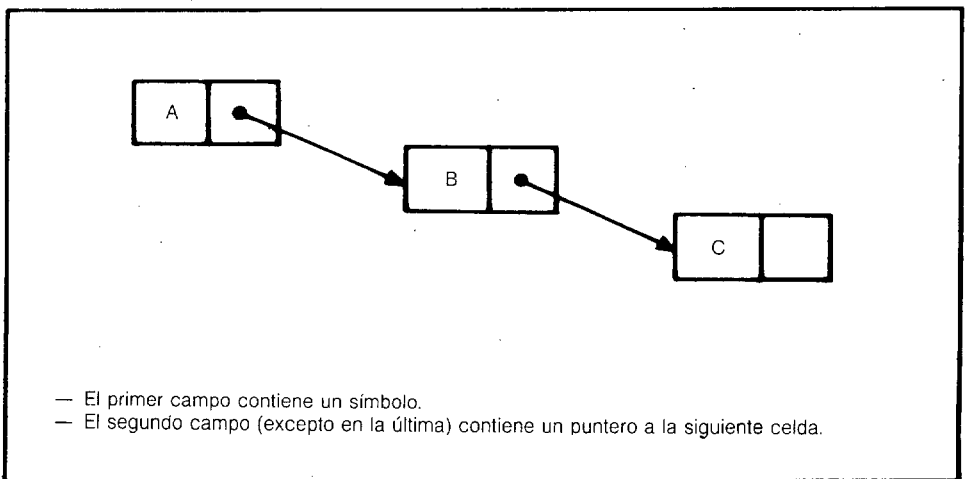 A
B
C
— El primer campo contiene un símbolo.
— El segundo campo (excepto en la última) contiene un puntero a la siguiente celda.